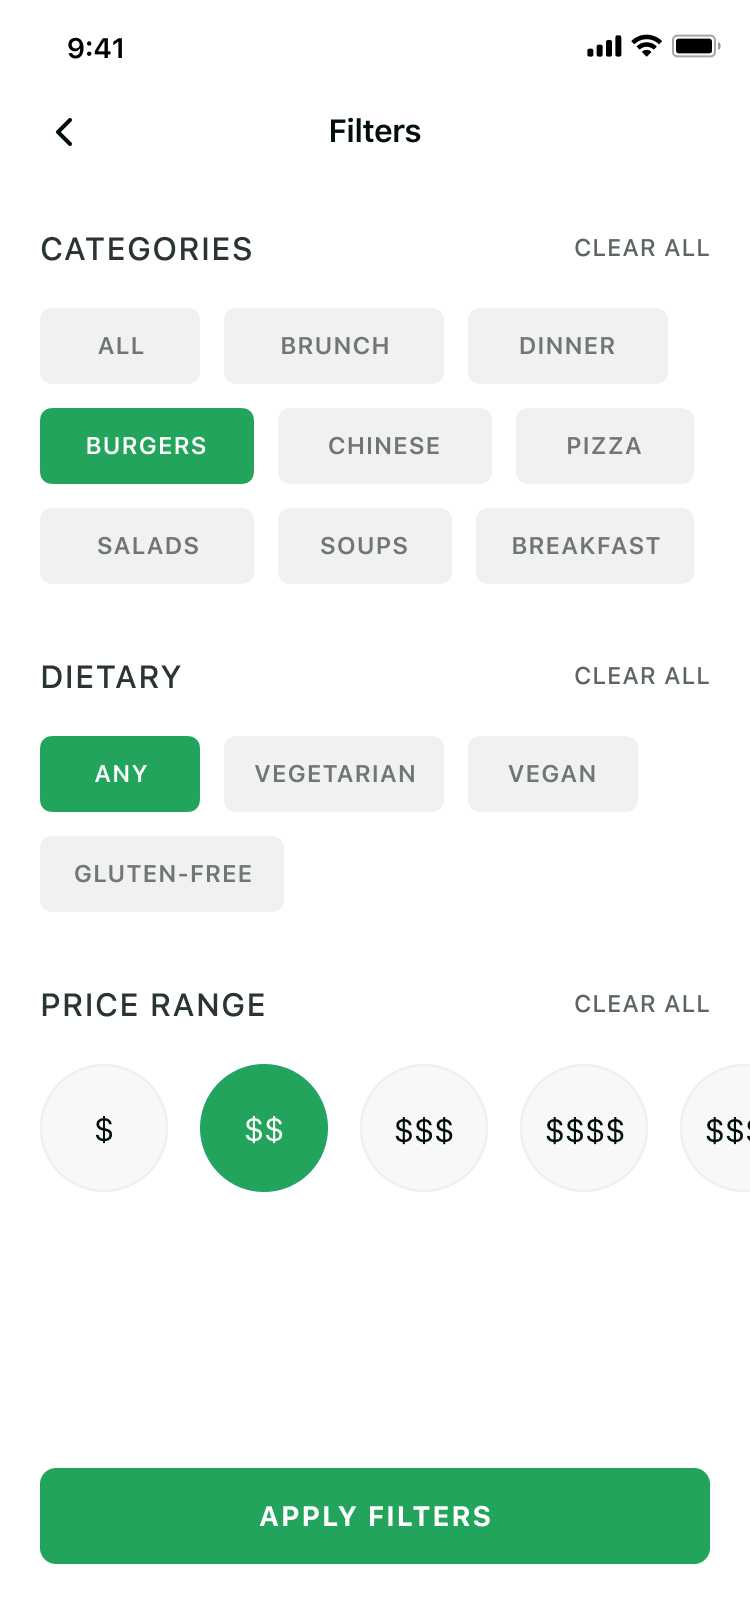 9:41
Filters
CATEGORIES CLEAR ALL
ALL BRUNCH DINNER
BURGERS CHINESE PIZZA
SALADS SOUPS BREAKFAST
DIETARY CLEAR ALL
ANY VEGETARIAN VEGAN
GLUTEN-FREE
PRICE RANGE CLEAR ALL
$ $$ $$$ $$$$
APPLY FILTERS